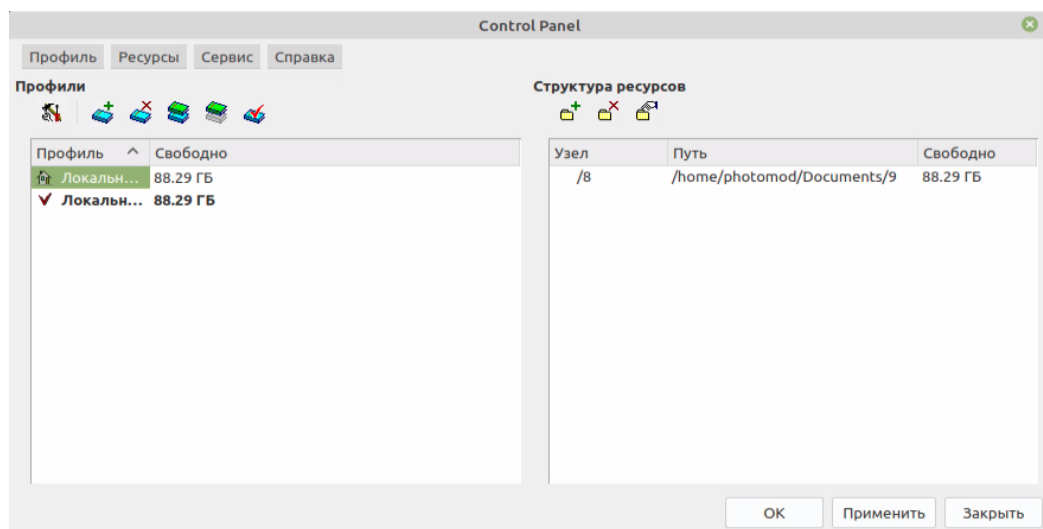 Control Panel
Профиль Ресурсы Сервис Справка
Профили
Структура ресурсов
Профиль Свободно
Локальн... 88.29 ГБ
Локальн... 88.29 ГБ
Узел Путь Свободно
/8 /home/photomod/Documents/9 88.29 ГБ
ОК Применить Закрыть